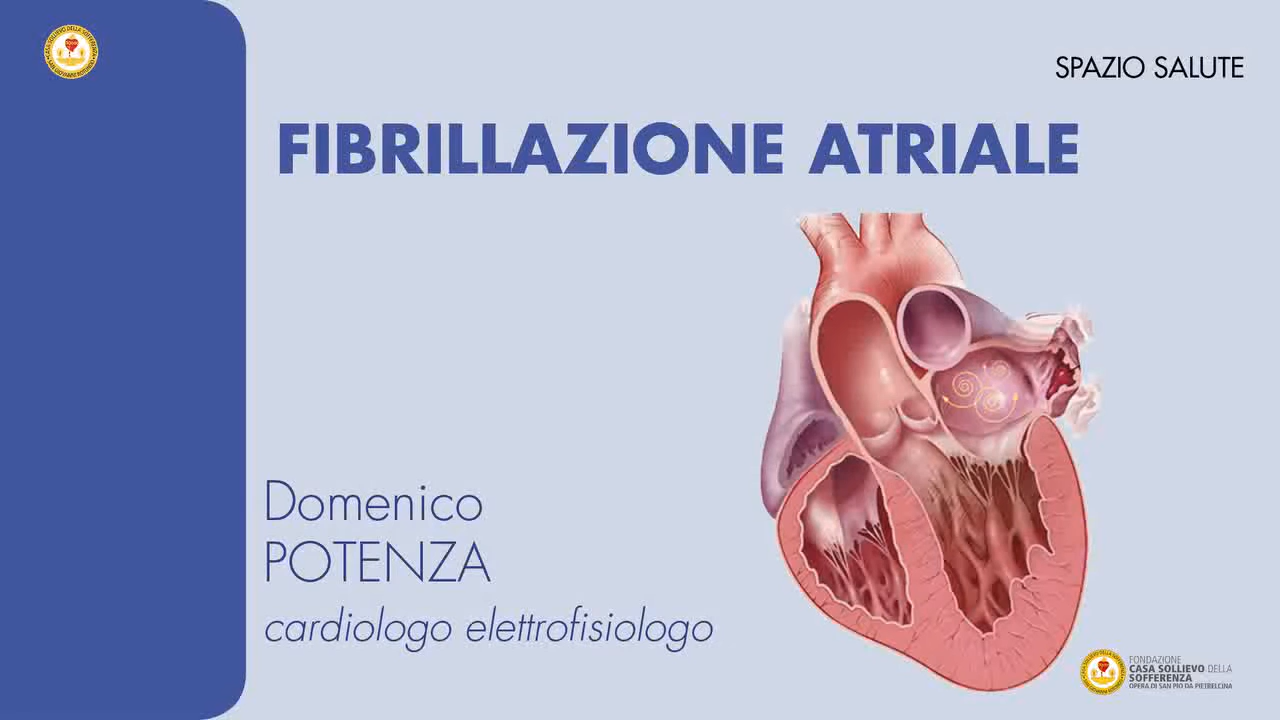 SPAZIO SALUTE
FIBRILLAZIONE ATRIALE
Domenico
POTENZA
cardiologo elettrofisiologo
FONDAZIONE
CASA SOLLIEVO DELLA
SOFFERENZA
OPERA DI SAN PIO DA PIETRELCINA